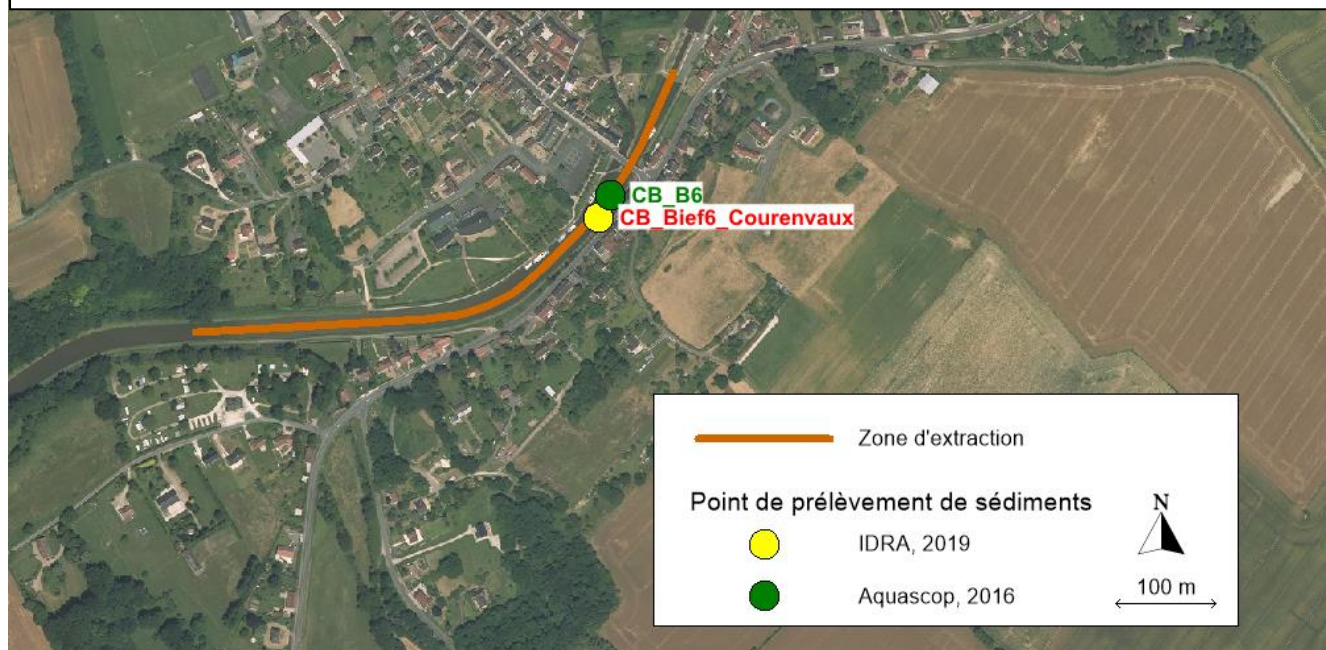 CB_B6
CB_Bief6_Courenvaux
Zone d'extraction
Point de prélèvement de sédiments
N
IDRA, 2019
Aquascop, 2016
100 m